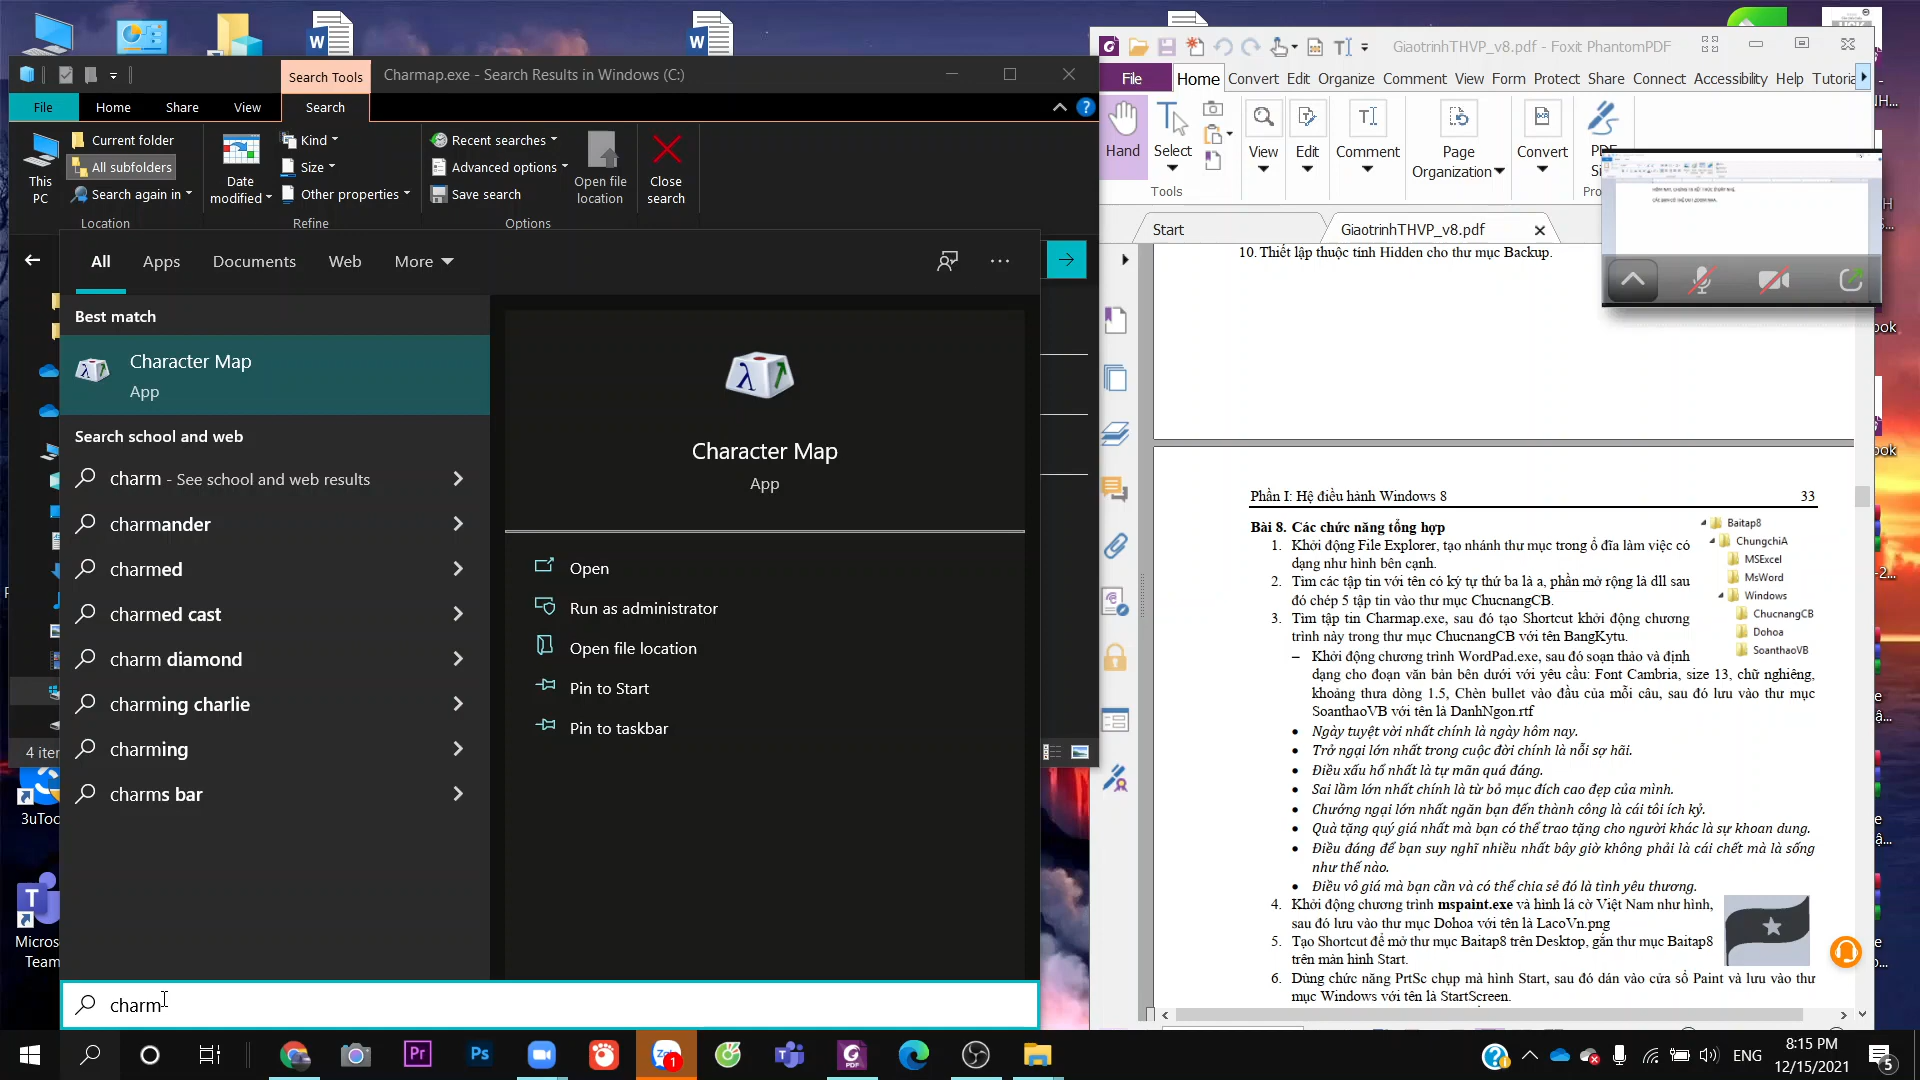 Search Tools
Charmap.exe - Search Results in Windows (C:)
File
Home
Share
View
Search
This PC
Current folder
All subfolders
Search again in
Location
Date modified
Kind
Size
Other properties
Refine
Recent searches
Advanced options
Save search
Options
Open file location
Close search
All
Apps
Documents
Web
More
Best match
Character Map
App
Search school and web
charm - See school and web results
charmander
charmed
charmed cast
charm diamond
charming charlie
charming
charms bar
Character Map
App
Open
Run as administrator
Open file location
Pin to Start
Pin to taskbar
charm
4 iter
3uToo
Micros
Team
GiaotrinhTHVP_v8.pdf - Foxit PhantomPDF
File
Home
Convert
Edit
Organize
Comment
View
Form
Protect
Share
Connect
Accessibility
Help
Tutoria
Hand
Select
Tools
View
Edit
Comment
Page Organization
Convert
PDF
Start
GiaotrinhTHVP_v8.pdf
10. Thiết lập thuộc tính Hidden cho thư mục Backup.
Phần I: Hệ điều hành Windows 8
33
Bài 8. Các chức năng tổng hợp
1. Khởi động File Explorer, tạo nhánh thư mục trong ổ đĩa làm việc có
dạng như hình bên cạnh.
2. Tìm các tập tin với tên có ký tự thứ ba là a, phần mở rộng là dll sau
đó chép 5 tập tin vào thư mục ChucnangCB.
3. Tìm tập tin Charmap.exe, sau đó tạo Shortcut khởi động chương
trình này trong thư mục ChucnangCB với tên BangKytu.
– Khởi động chương trình WordPad.exe, sau đó soạn thảo và định
dạng cho đoạn văn bản bên dưới với yêu cầu: Font Cambria, size 13, chữ nghiêng,
khoảng thưa dòng 1.5, Chèn bullet vào đầu của mỗi câu, sau đó lưu vào thư mục
SoanthaoVB với tên là DanhNgon.rtf
• Ngày tuyệt vời nhất chính là ngày hôm nay.
• Trở ngại lớn nhất trong cuộc đời chính là nỗi sợ hãi.
• Điều xấu hổ nhất là tự mãn quá đáng.
• Sai lầm lớn nhất chính là từ bỏ mục đích cao đẹp của mình.
• Chướng ngại lớn nhất ngăn bạn đến thành công là cái tôi ích kỷ.
• Quà tặng quý giá nhất mà bạn có thể trao tặng cho người khác là sự khoan dung.
• Điều đáng để bạn suy nghĩ nhiều nhất bây giờ không phải là cái chết mà là sống
như thế nào.
• Điều vô giá mà bạn cần và có thể chia sẻ đó là tình yêu thương.
4. Khởi động chương trình mspaint.exe và hình lá cờ Việt Nam như hình,
sau đó lưu vào thư mục Dohoa với tên là LacoVn.png
5. Tạo Shortcut để mở thư mục Baitap8 trên Desktop, gắn thư mục Baitap8
trên màn hình Start.
6. Dùng chức năng PrtSc chụp mà hình Start, sau đó dán vào cửa sổ Paint và lưu vào thư
mục Windows với tên là StartScreen.
Baitap8
ChungchiA
MSExcel
MsWord
Windows
ChucnangCB
Dohoa
SoanthaoVB
ENG
8:15 PM
12/15/2021
5